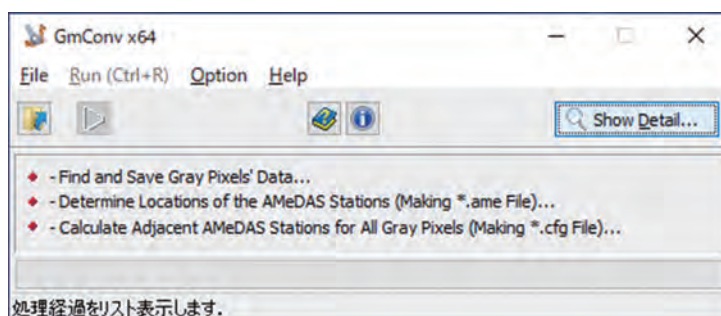 GmConv x64
File Run (Ctrl+R) Option Help
Show Detail...
- Find and Save Gray Pixels' Data...
- Determine Locations of the AMeDAS Stations (Making *.ame File)...
- Calculate Adjacent AMeDAS Stations for All Gray Pixels (Making *.cfg File)...
処理経過をリスト表示します.